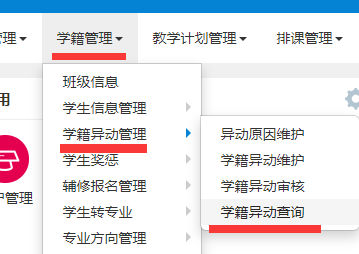 管理 学籍管理 教学计划管理 排课管理
用
班级信息
学生信息管理
学籍异动管理
学生奖惩
辅修报名管理
学生转专业
专业方向管理
异动原因维护
学籍异动维护
学籍异动审核
学籍异动查询
户管理